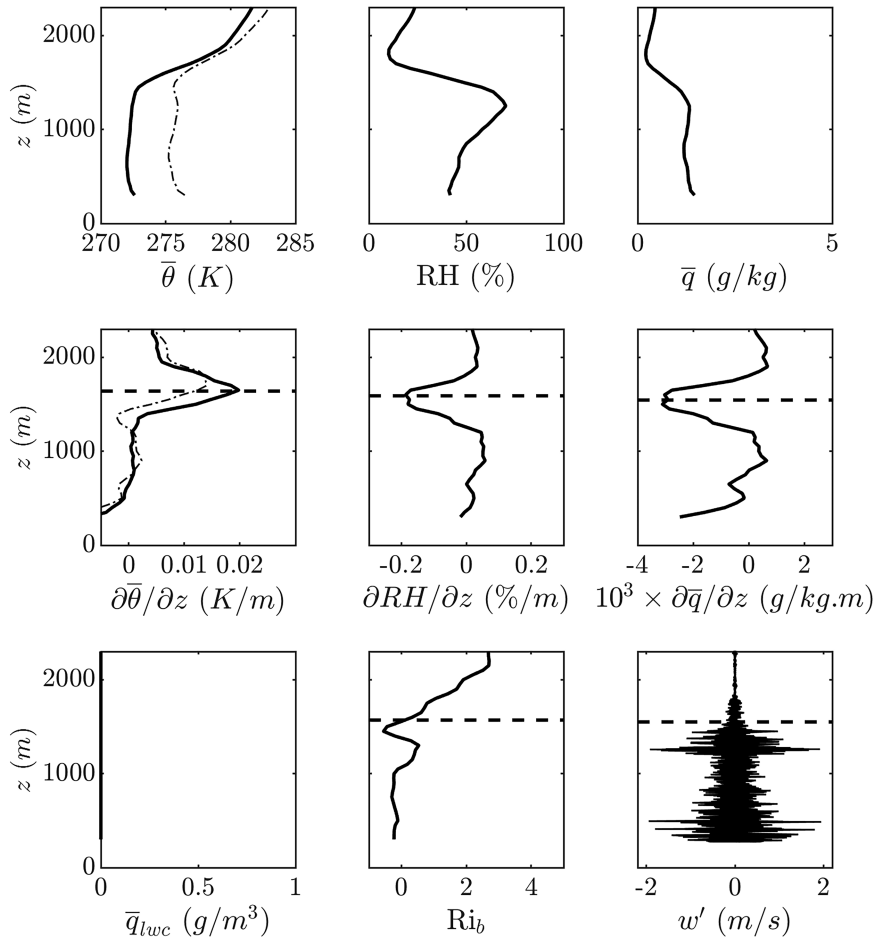 2000
1000
0
z (m)
270 275 280 285
θ̅ (K)
0 50 100
RH (%)
0 5
q̅ (g/kg)
2000
1000
0
z (m)
0 0.01 0.02
∂θ̅/∂z (K/m)
-0.2 0 0.2
∂RH/∂z (%/m)
-4 -2 0 2
10³ × ∂q̅/∂z (g/kg.m)
2000
1000
0
z (m)
0 0.5 1
q̅lwc (g/m³)
0 2 4
Rib
-2 0 2
w′ (m/s)